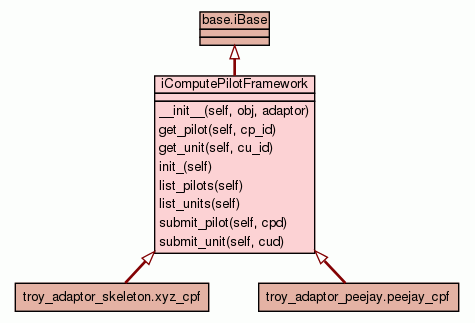 base.iBase
iComputePilotFramework
__init__(self, obj, adaptor)
get_pilot(self, cp_id)
get_unit(self, cu_id)
init_(self)
list_pilots(self)
list_units(self)
submit_pilot(self, cpd)
submit_unit(self, cud)
troy_adaptor_skeleton.xyz_cpf
troy_adaptor_peejay.peejay_cpf